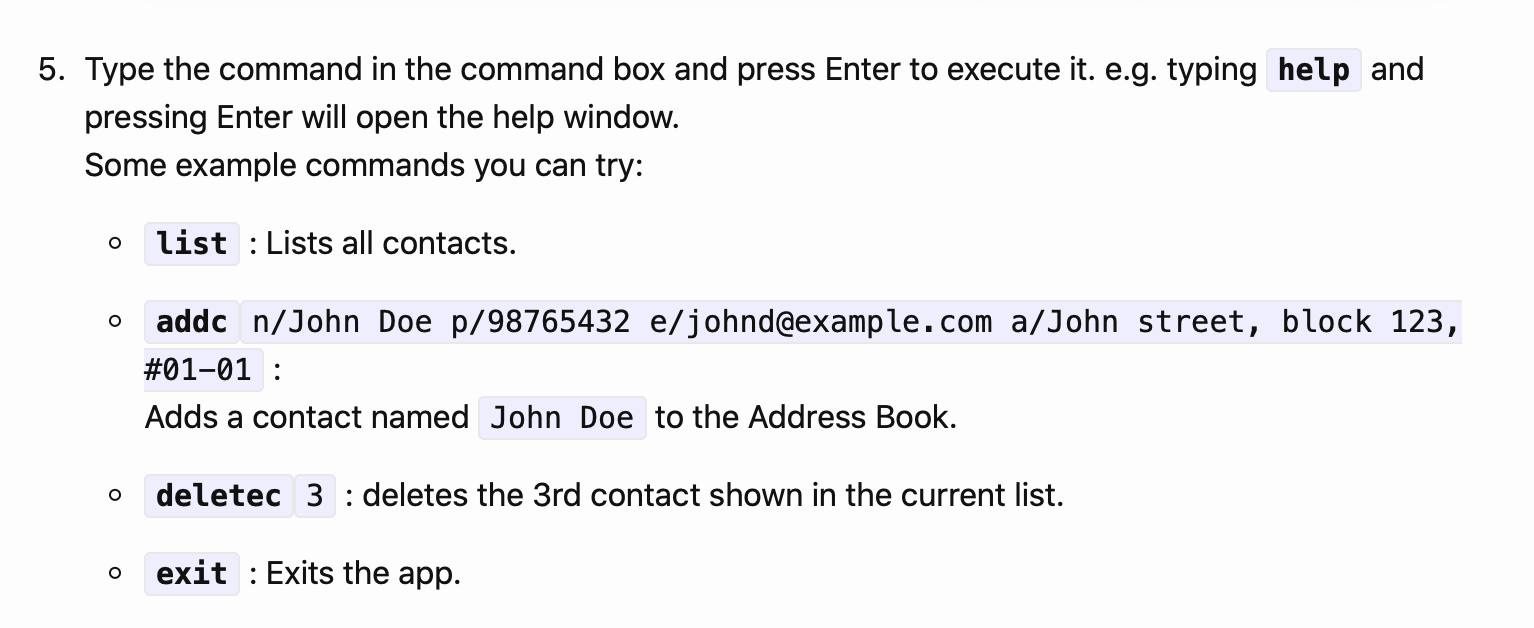 5. Type the command in the command box and press Enter to execute it. e.g. typing help and
pressing Enter will open the help window.
Some example commands you can try:
list : Lists all contacts.
addc n/John Doe p/98765432 e/johnd@example.com a/John street, block 123,
#01-01 :
Adds a contact named John Doe to the Address Book.
deletec 3 : deletes the 3rd contact shown in the current list.
exit : Exits the app.